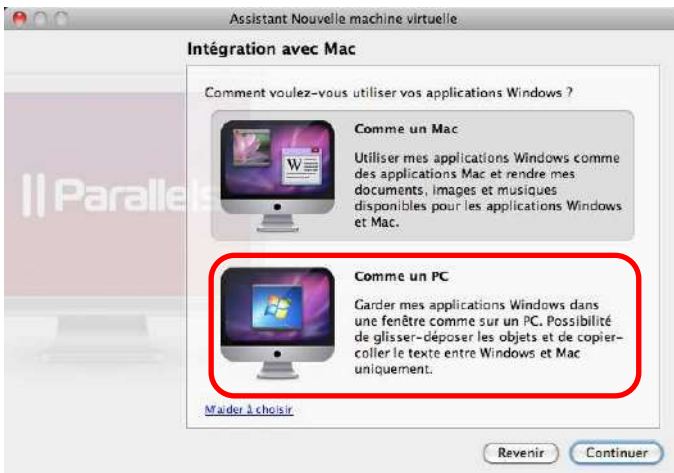 Assistant Nouvelle machine virtuelle
Intégration avec Mac
Comment voulez-vous utiliser vos applications Windows ?
Comme un Mac
Utiliser mes applications Windows comme
des applications Mac et rendre mes
documents, images et musiques
disponibles pour les applications Windows
et Mac.
W
|| Parallels
Comme un PC
Garder mes applications Windows dans
une fenêtre comme sur un PC. Possibilité
de glisser-déposer les objets et de copier-
coller le texte entre Windows et Mac
uniquement.
M'aider à choisir
Revenir
Continuer